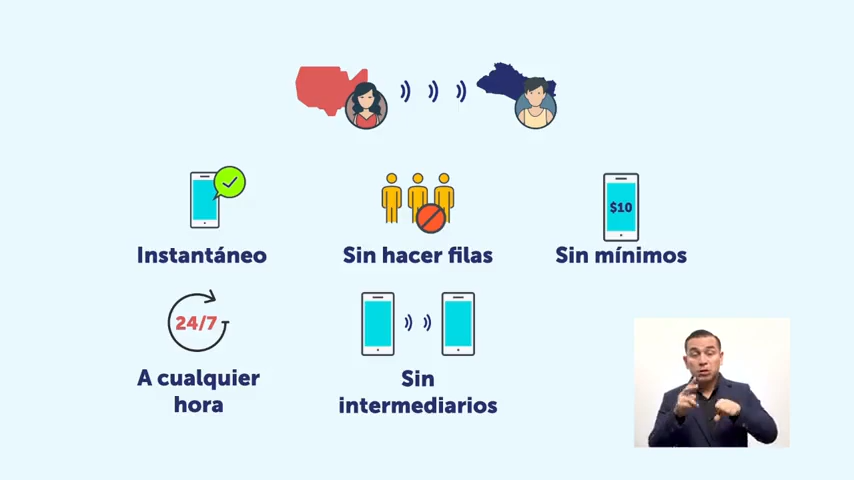 $10
Instantáneo
Sin hacer filas
Sin mínimos
24/7
A cualquier
hora
Sin
intermediarios